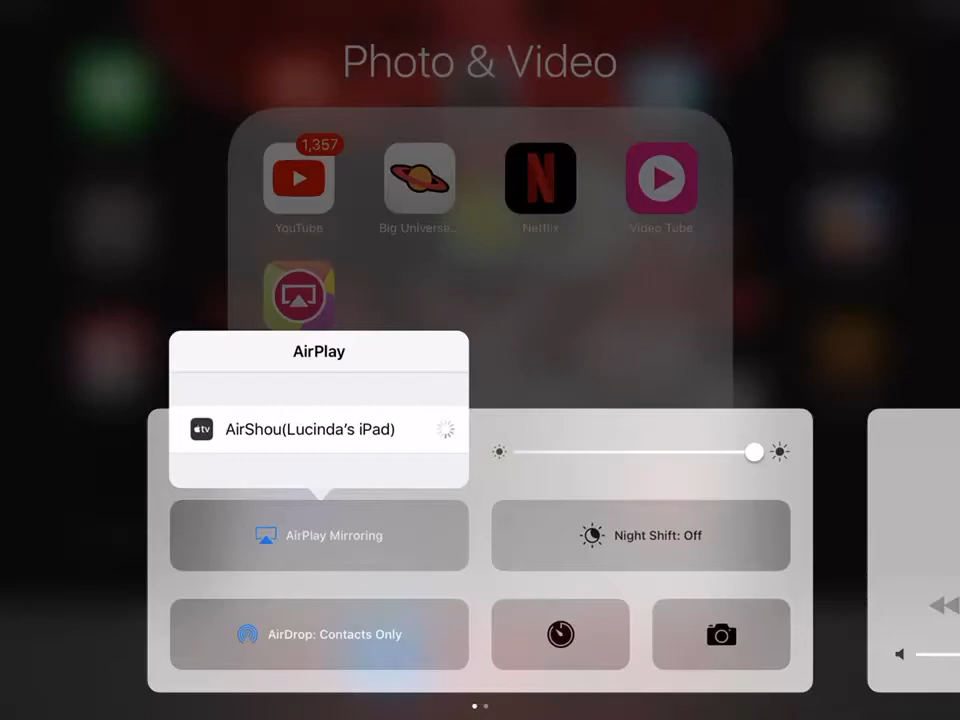 Photo & Video
1,357
YouTube
Big Universe...
Netflix
Video Tube
AirPlay
tv
AirShou(Lucinda's iPad)
AirPlay Mirroring
Night Shift: Off
AirDrop: Contacts Only